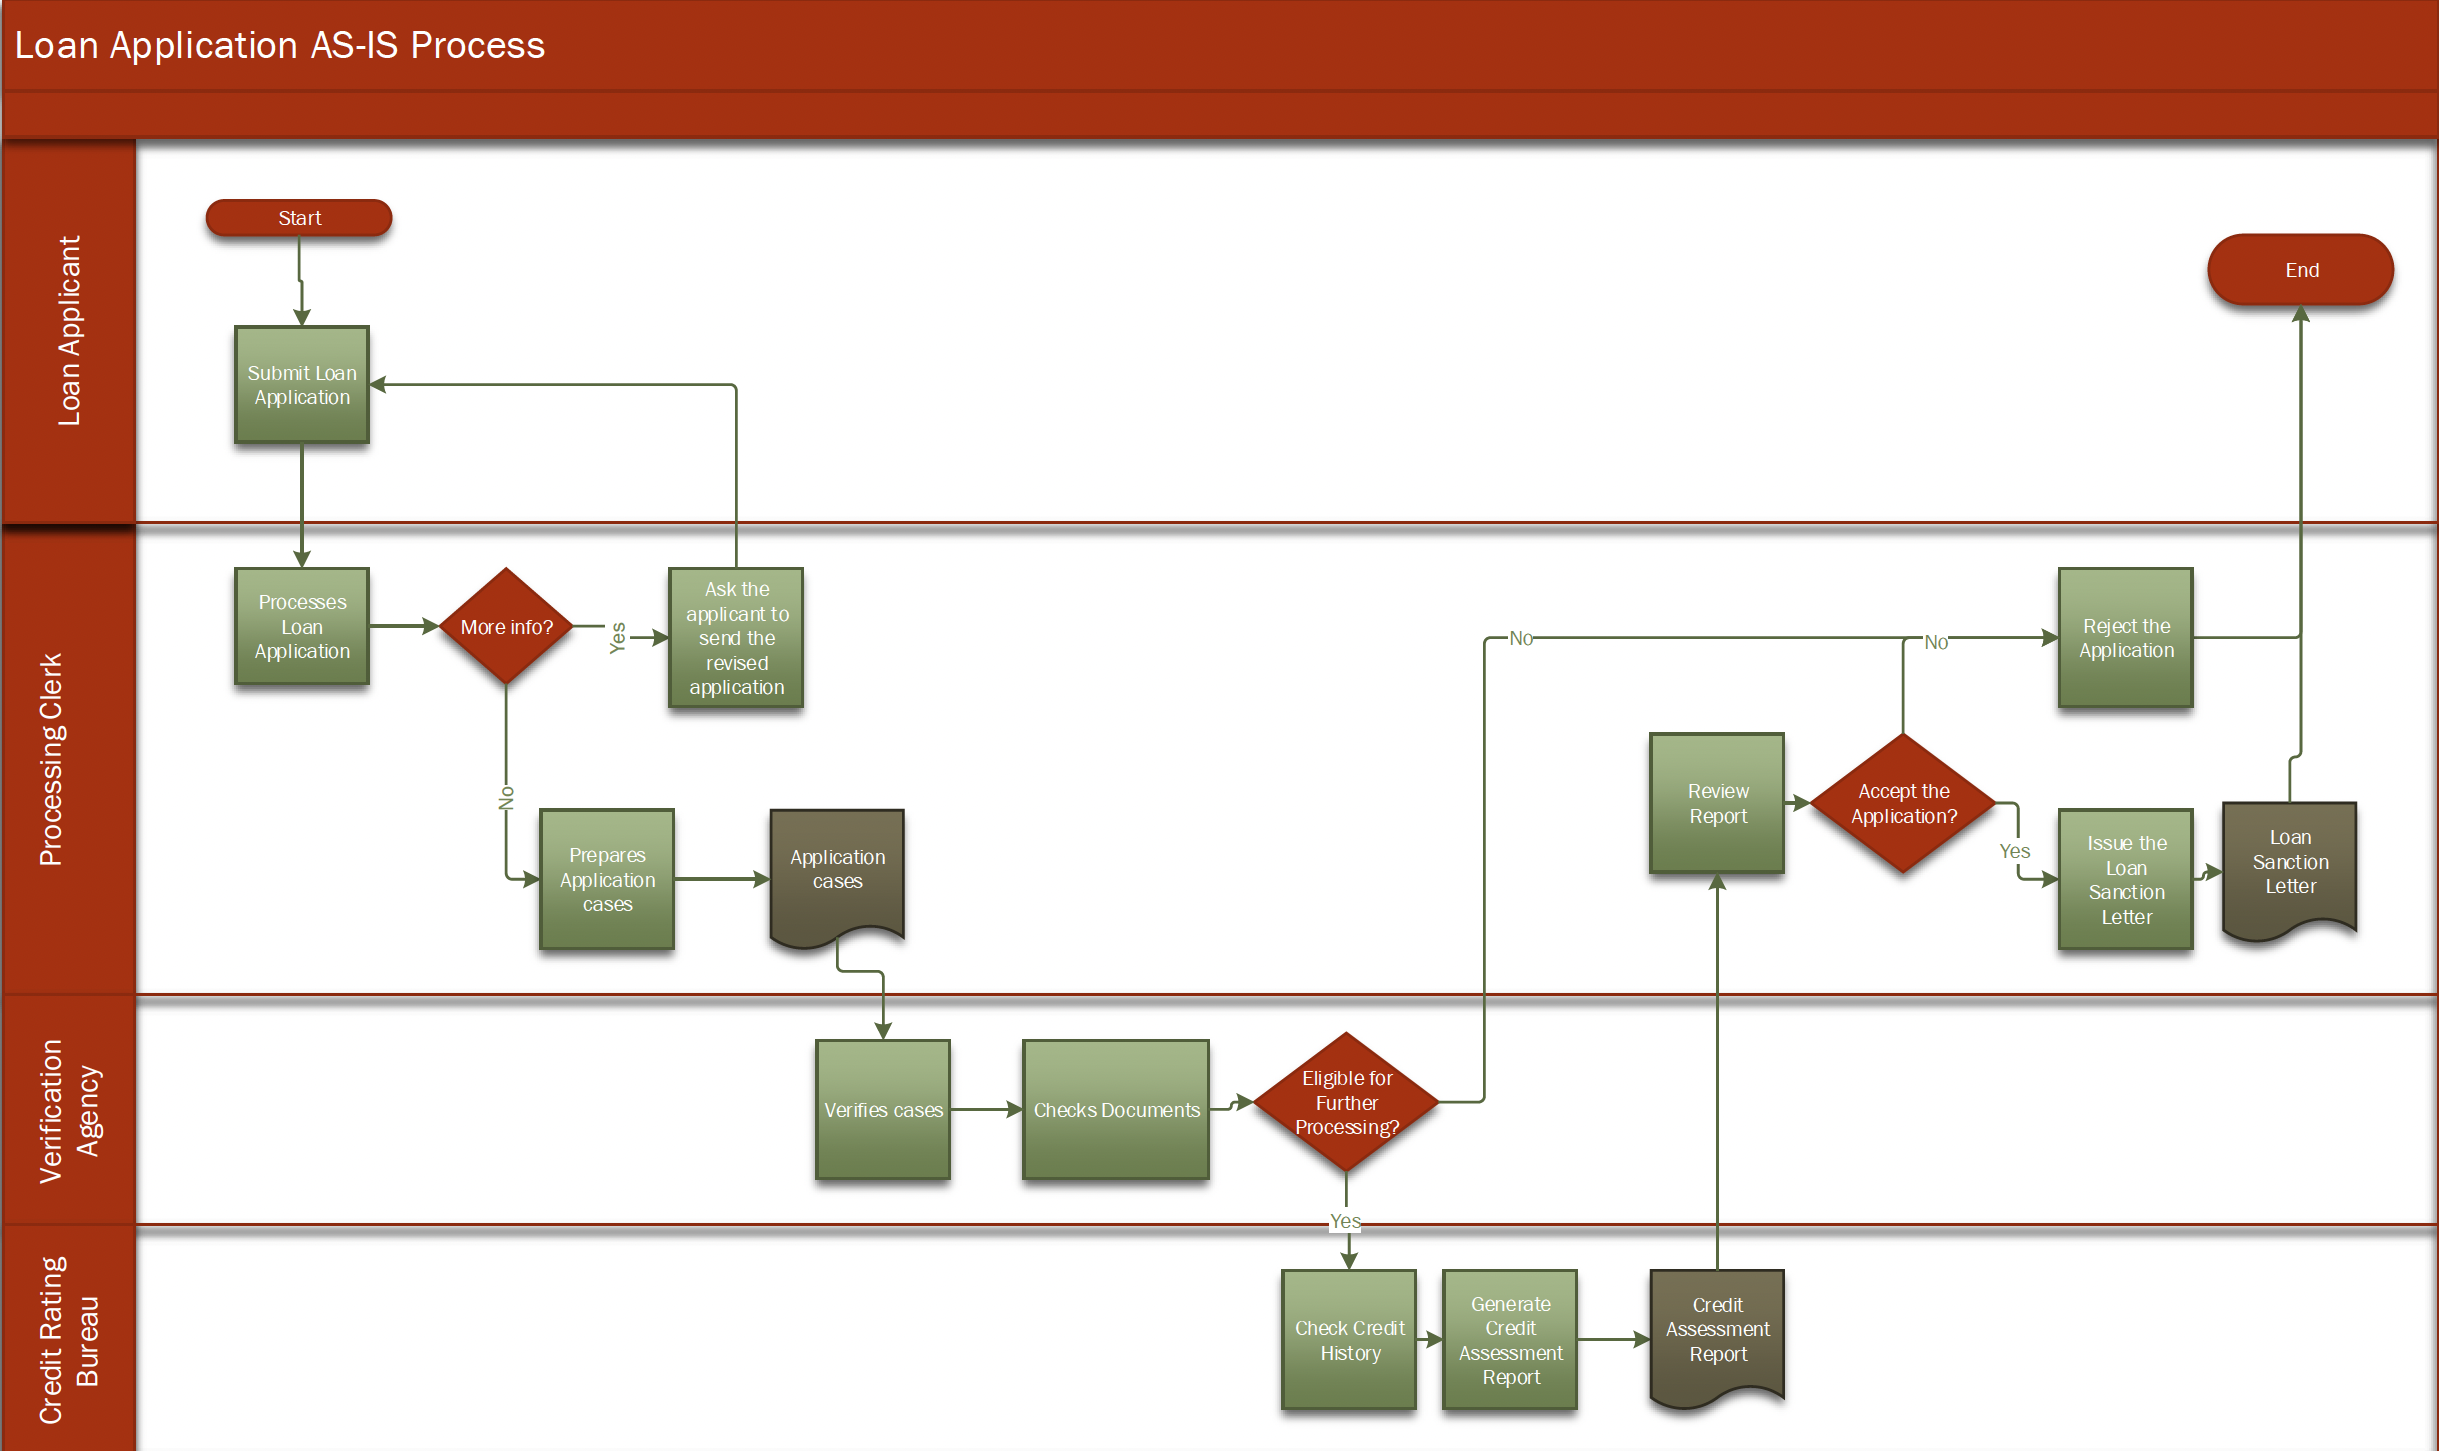 Loan Application AS-IS Process
Loan Applicant
Start
End
Submit Loan
Application
Processing Clerk
Processes
Loan
Application
More info?
Yes
Ask the
applicant to
send the
revised
application
No
Prepares
Application
cases
Application
cases
No
No
Reject the
Application
Review
Report
Accept the
Application?
Yes
Issue the
Loan
Sanction
Letter
Loan
Sanction
Letter
Verification
Agency
Verifies cases
Checks Documents
Eligible for
Further
Processing?
Yes
Credit Rating
Bureau
Check Credit
History
Generate
Credit
Assessment
Report
Credit
Assessment
Report